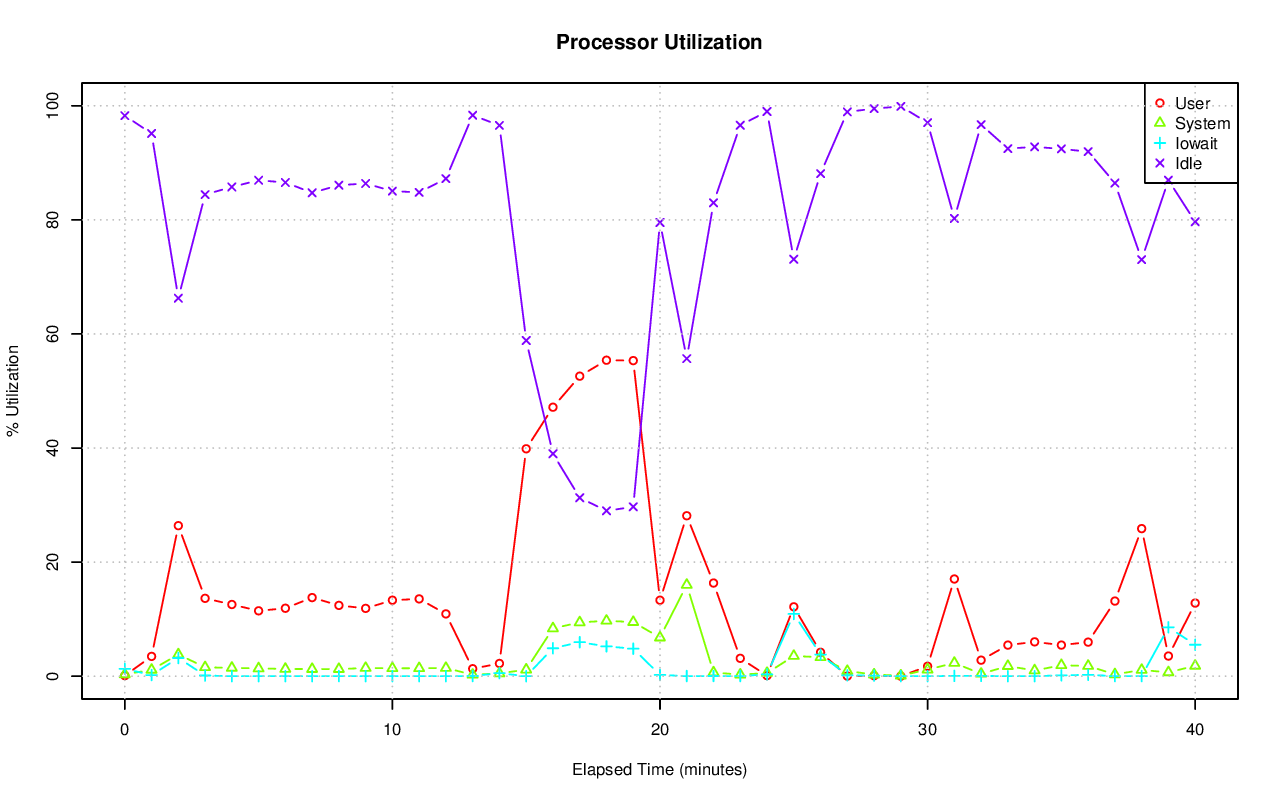 Processor Utilization
100
80
60
40
20
0
% Utilization
User
System
Iowait
Idle
0 10 20 30 40
Elapsed Time (minutes)